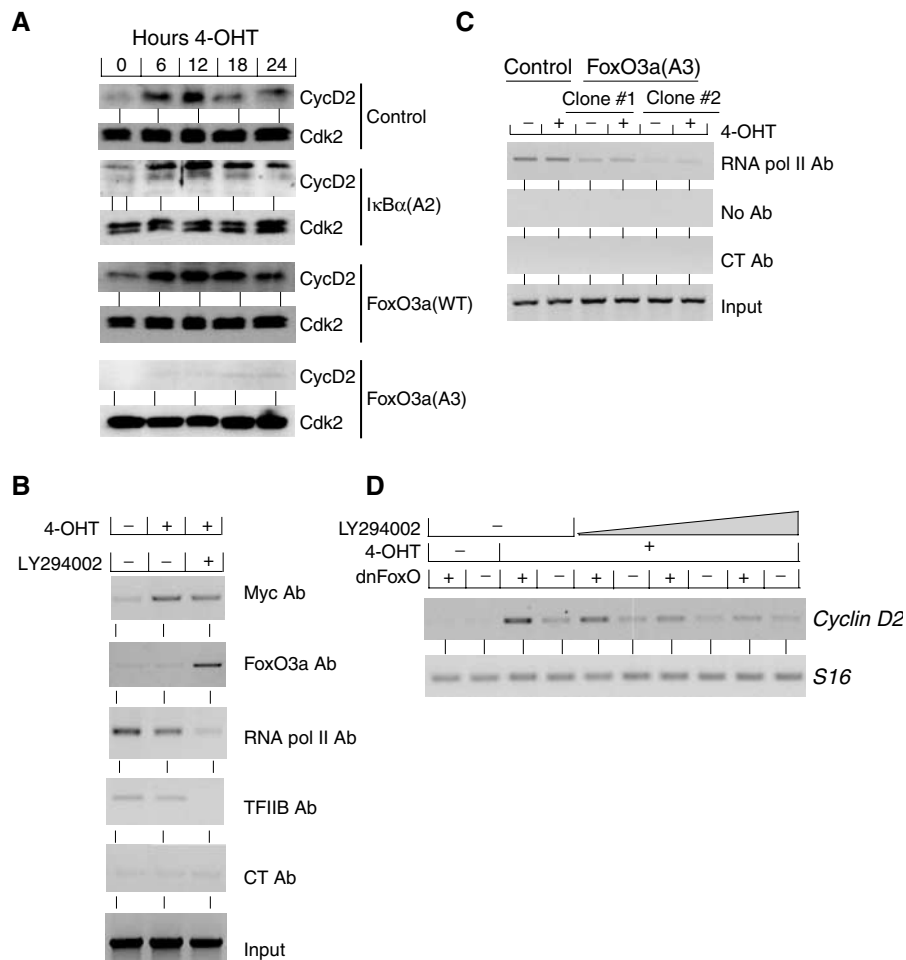 A
Hours 4-OHT
0 6 12 18 24
CycD2
Cdk2
Control
CycD2
Cdk2
IκBα(A2)
CycD2
Cdk2
FoxO3a(WT)
CycD2
Cdk2
FoxO3a(A3)
C
Control FoxO3a(A3)
Clone #1 Clone #2
– + – + – + 4-OHT
RNA pol II Ab
No Ab
CT Ab
Input
B
4-OHT – + +
LY294002 – – +
Myc Ab
FoxO3a Ab
RNA pol II Ab
TFIIB Ab
CT Ab
Input
D
LY294002 –
4-OHT – +
dnFoxO + – + – + – + – + –
Cyclin D2
S16